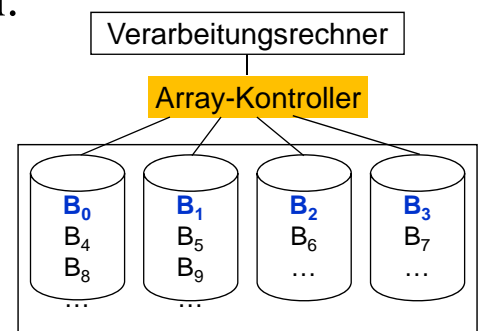 Verarbeitungsrechner
Array-Kontroller
B₀ B₁ B₂ B₃
B₄ B₅ B₆ B₇
B₈ B₉ … …
… …